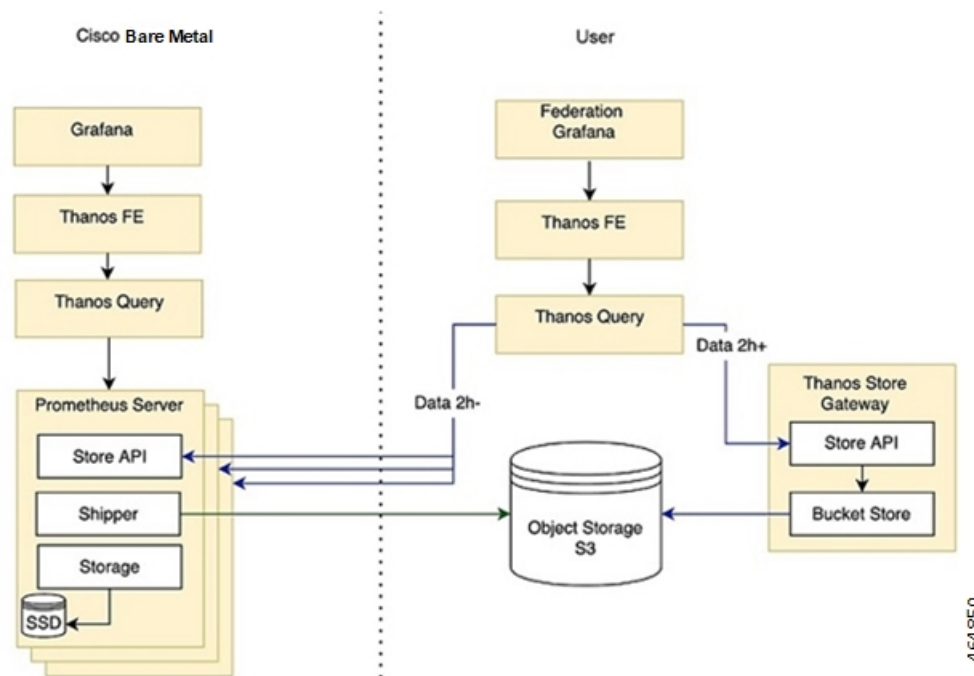 Cisco Bare Metal
User
Grafana
Thanos FE
Thanos Query
Prometheus Server
Store API
Shipper
Storage
SSD
Federation
Grafana
Thanos FE
Thanos Query
Data 2h-
Data 2h+
Object Storage
S3
Thanos Store
Gateway
Store API
Bucket Store